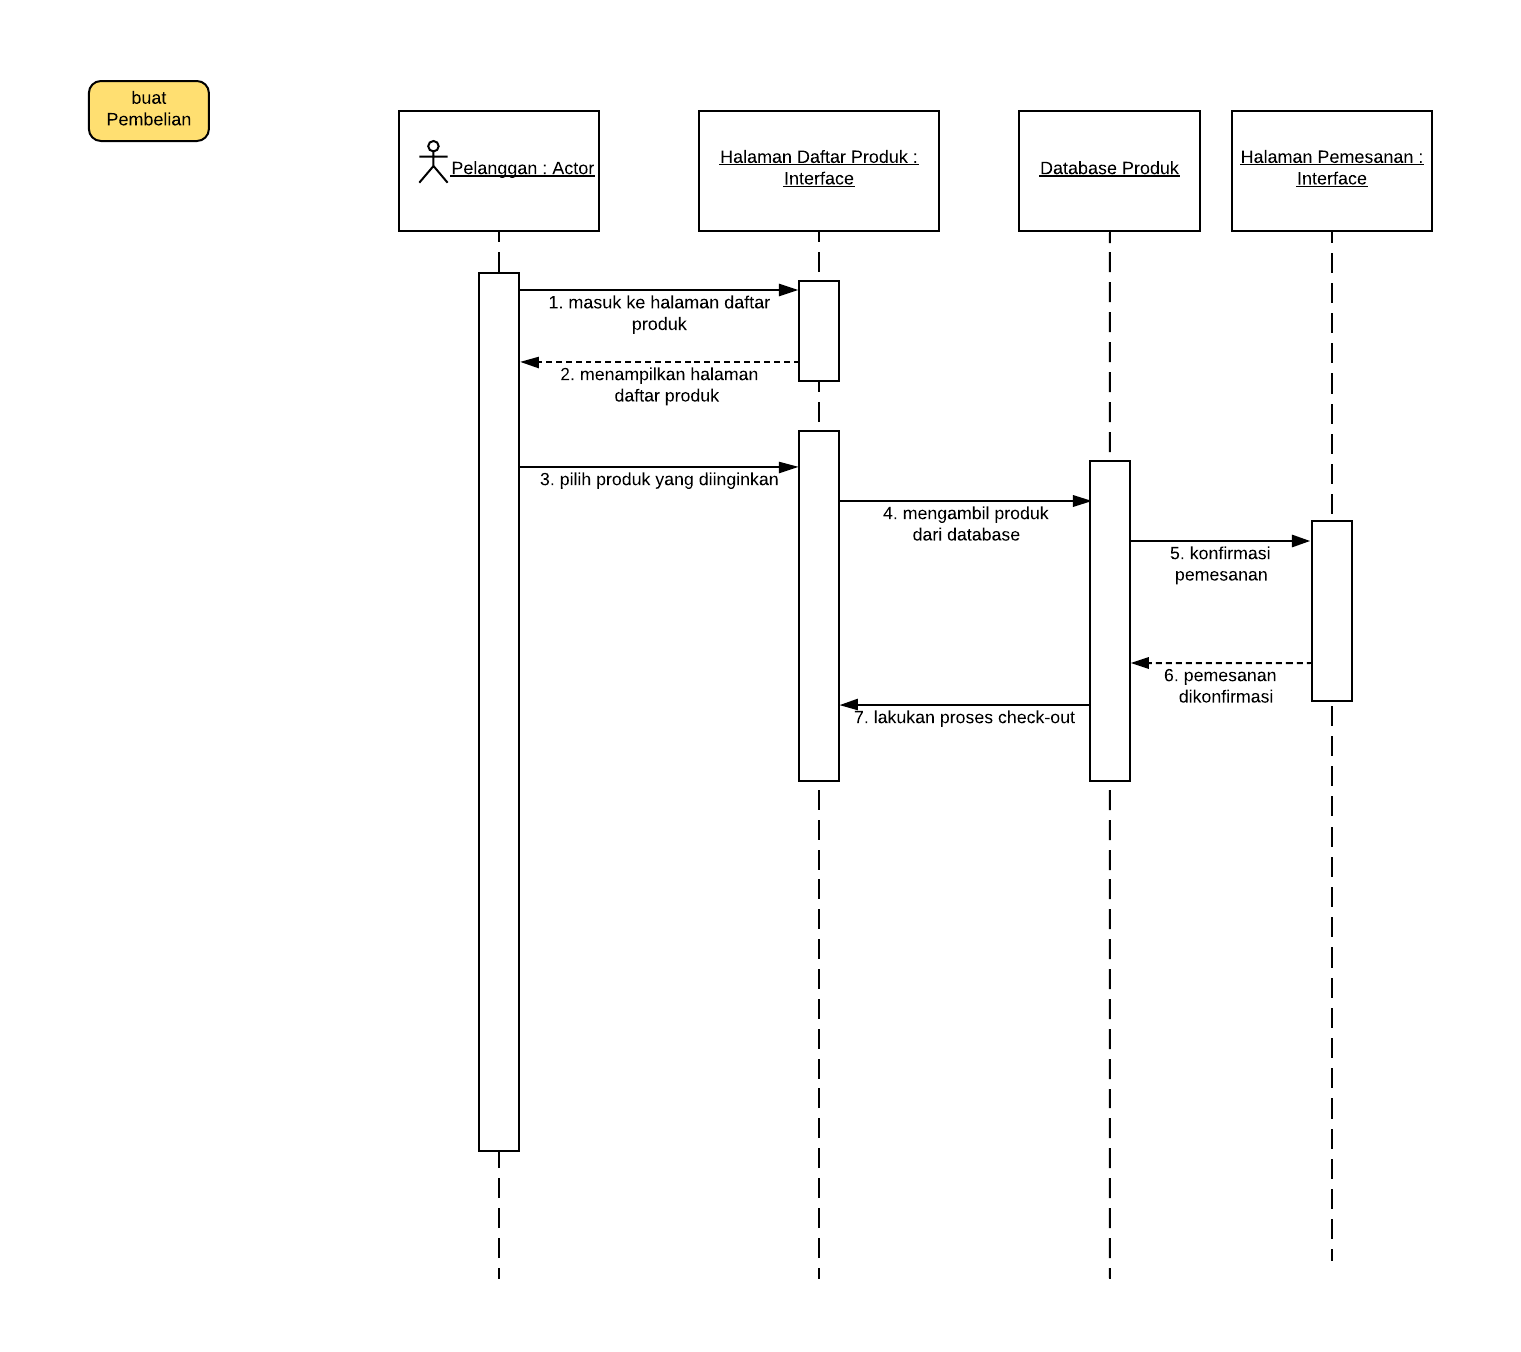 buat
Pembelian
Pelanggan : Actor
Halaman Daftar Produk :
Interface
Database Produk
Halaman Pemesanan :
Interface
1. masuk ke halaman daftar
produk
2. menampilkan halaman
daftar produk
3. pilih produk yang diinginkan
4. mengambil produk
dari database
5. konfirmasi
pemesanan
6. pemesanan
dikonfirmasi
7. lakukan proses check-out